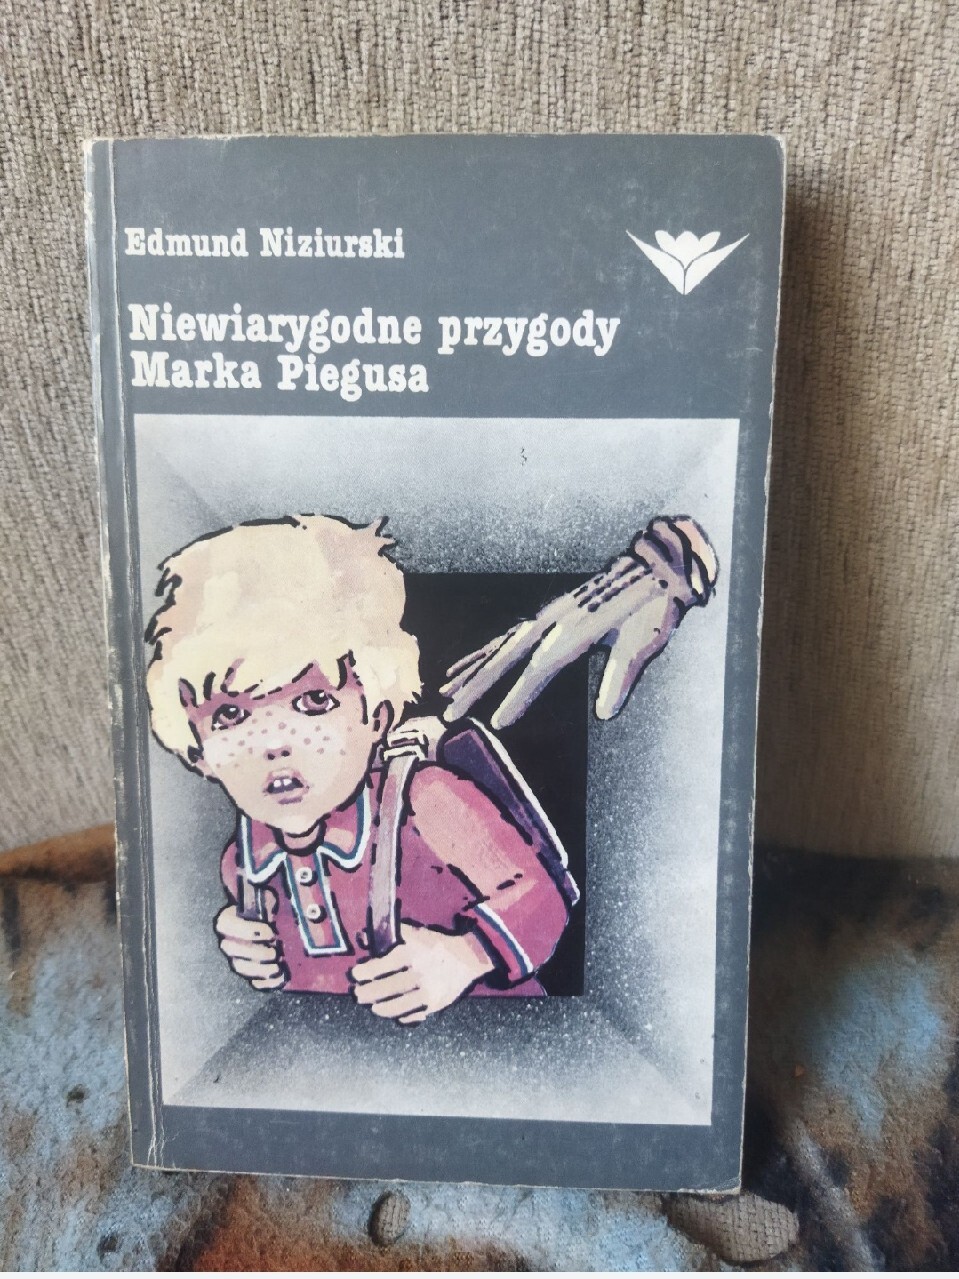 Edmund Niziurski
Niewiarygodne przygody
Marka Piegusa